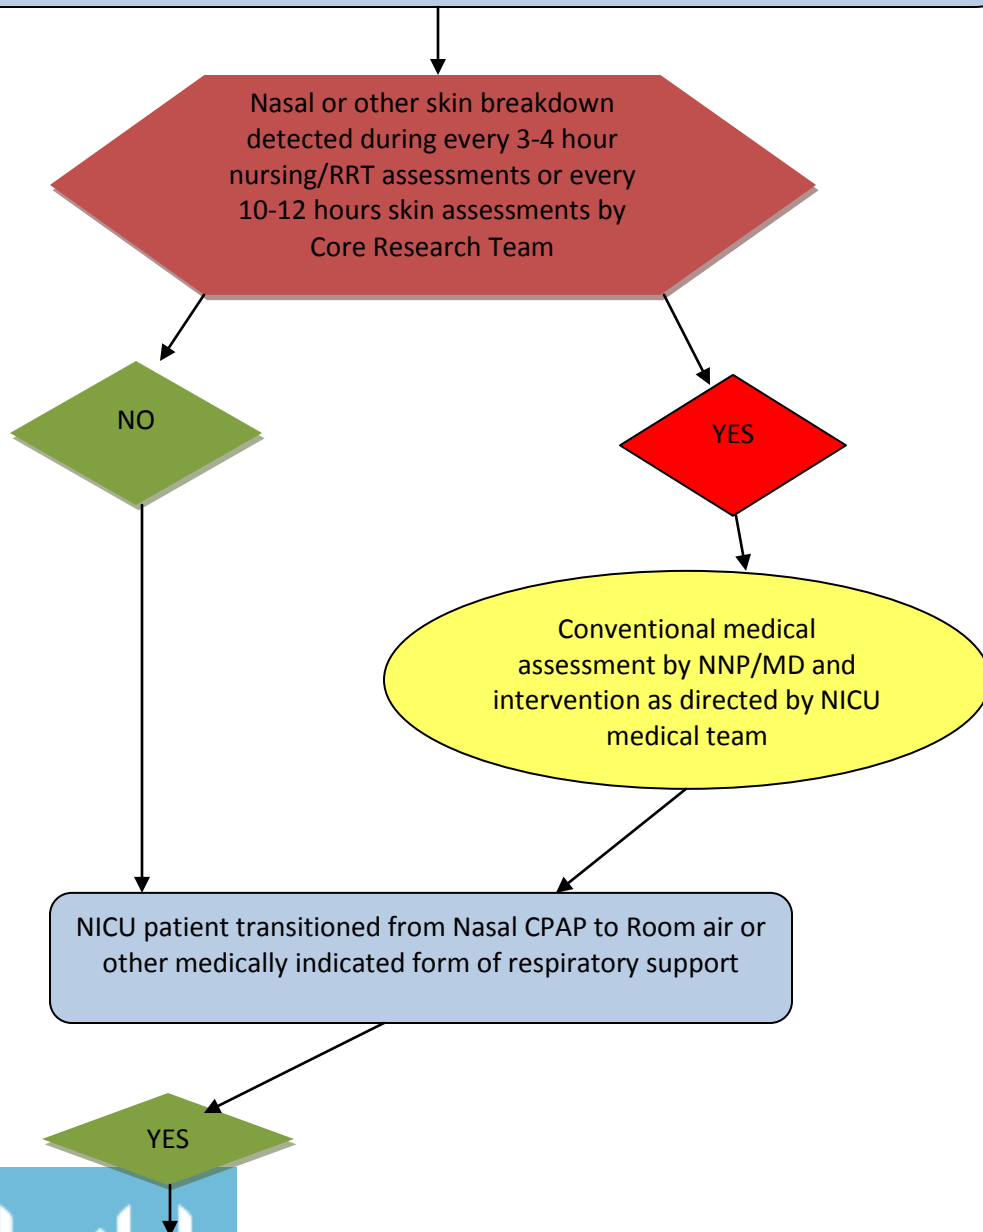 Nasal or other skin breakdown
detected during every 3-4 hour
nursing/RRT assessments or every
10-12 hours skin assessments by
Core Research Team
NO
YES
Conventional medical
assessment by NNP/MD and
intervention as directed by NICU
medical team
NICU patient transitioned from Nasal CPAP to Room air or
other medically indicated form of respiratory support
YES